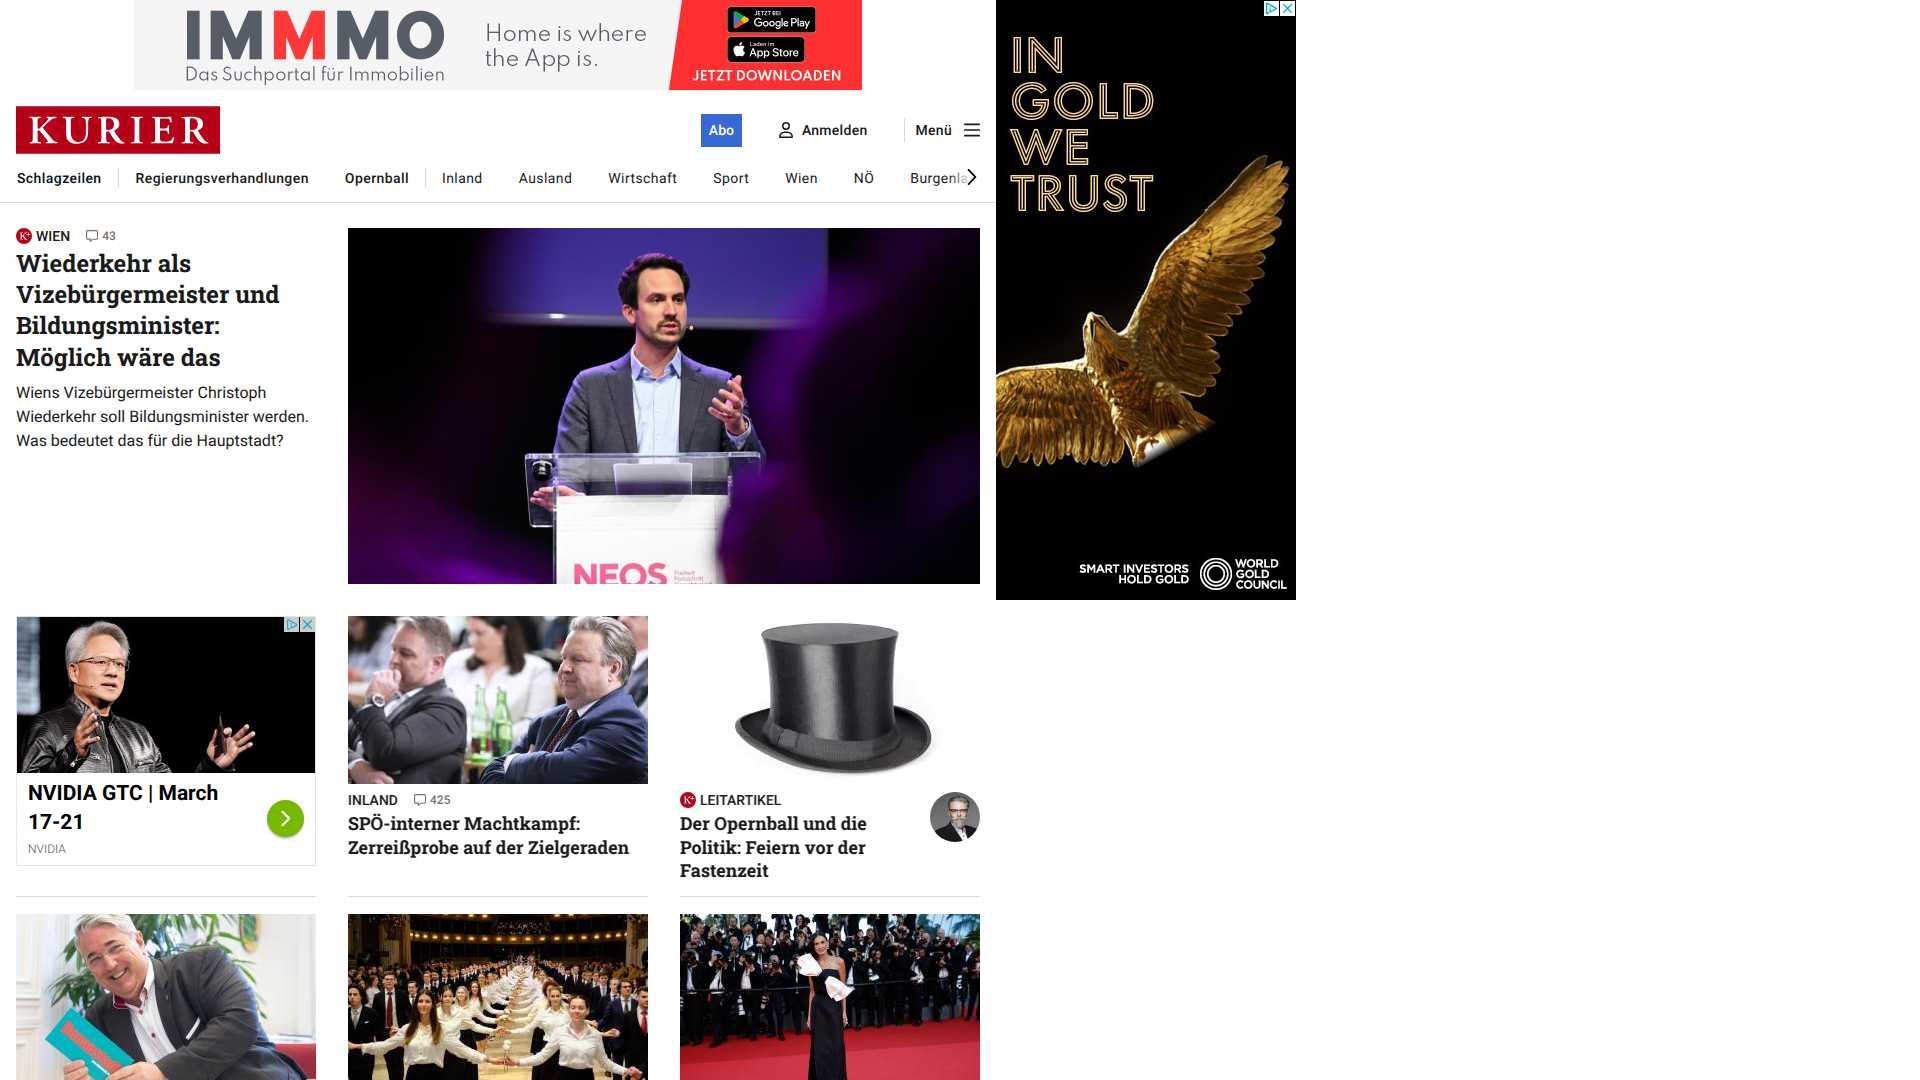 IMMMO
Das Suchportal für Immobilien
Home is where
the App is.
JETZT BEI
Google Play
Laden im
App Store
JETZT DOWNLOADEN
KURIER
Abo
Anmelden
Menü
Schlagzeilen
Regierungsverhandlungen
Opernball
Inland
Ausland
Wirtschaft
Sport
Wien
NÖ
Burgenla
K+ WIEN 43
Wiederkehr als
Vizebürgermeister und
Bildungsminister:
Möglich wäre das
Wiens Vizebürgermeister Christoph
Wiederkehr soll Bildungsminister werden.
Was bedeutet das für die Hauptstadt?
NEOS
IN
GOLD
WE
TRUST
SMART INVESTORS
HOLD GOLD
WORLD
GOLD
COUNCIL
NVIDIA GTC | March
17-21
NVIDIA
INLAND 425
SPÖ-interner Machtkampf:
Zerreißprobe auf der Zielgeraden
K+ LEITARTIKEL
Der Opernball und die
Politik: Feiern vor der
Fastenzeit